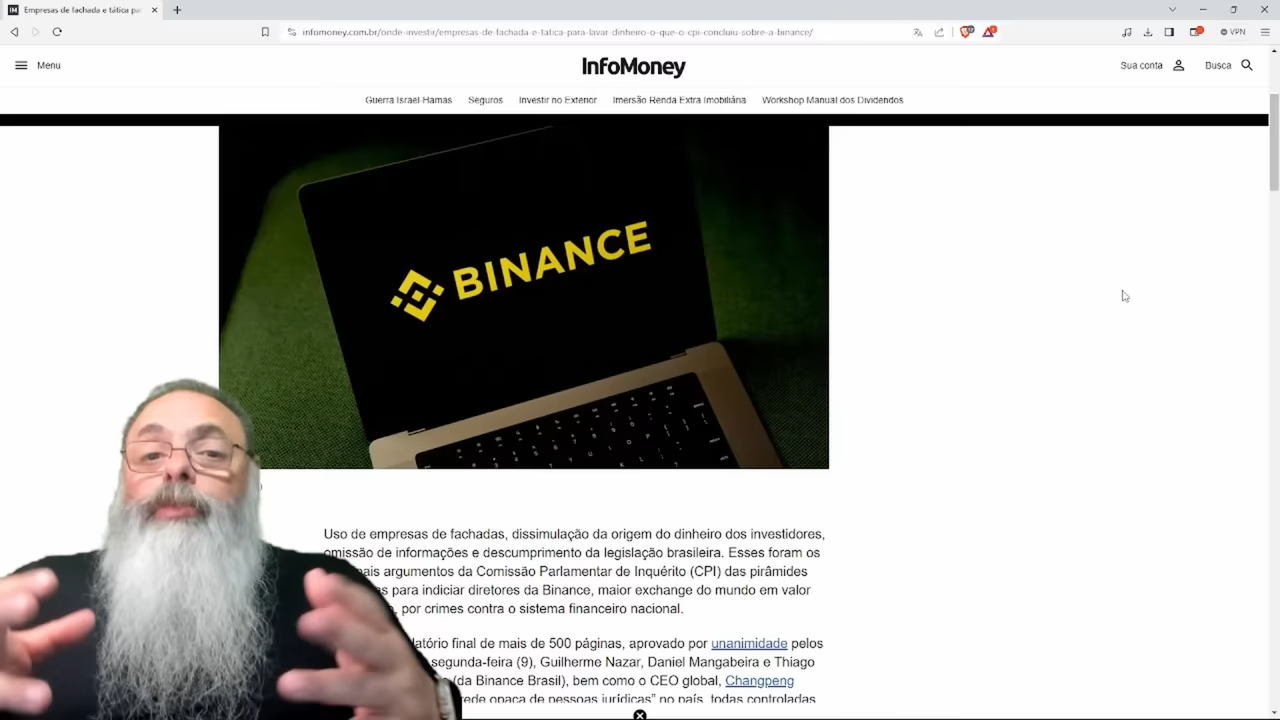 Empresas de fachada e tática pa
infomoney.com.br/onde-investir/empresas-de-fachada-e-tatica-para-lavar-dinheiro-o-que-o-cpi-concluiu-sobre-a-binance/
VPN
Menu
InfoMoney
Sua conta
Busca
Guerra Israel-Hamas
Seguros
Investir no Exterior
Imersão Renda Extra Imobiliária
Workshop Manual dos Dividendos
BINANCE
Uso de empresas de fachadas, dissimulação da origem do dinheiro dos investidores,
omissão de informações e descumprimento da legislação brasileira. Esses foram os
argumentos da Comissão Parlamentar de Inquérito (CPI) das pirâmides
para indiciar diretores da Binance, maior exchange do mundo em valor
, por crimes contra o sistema financeiro nacional.
final de mais de 500 páginas, aprovado por unanimidade pelos
segunda-feira (9), Guilherme Nazar, Daniel Mangabeira e Thiago
(da Binance Brasil), bem como o CEO global, Changpeng
opaca de pessoas jurídicas” no país, todas controladas